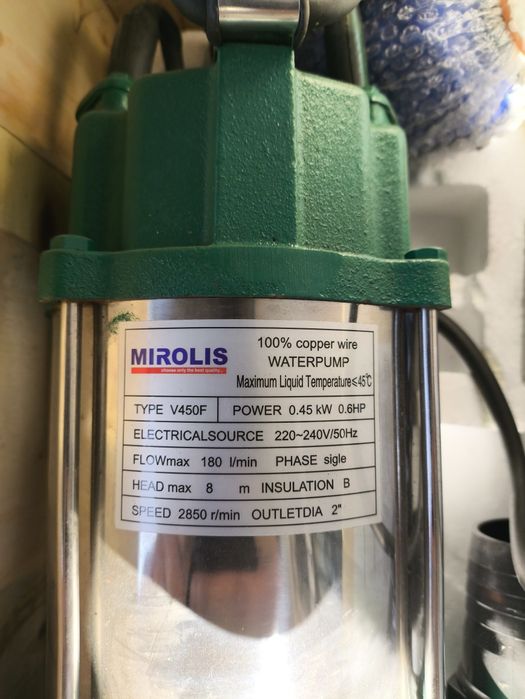 MIROLIS
choose only the best quality...
100% copper wire
WATERPUMP
Maximum Liquid Temperature≤45℃
TYPE V450F POWER 0.45 kW 0.6HP
ELECTRICALSOURCE 220~240V/50Hz
FLOWmax 180 l/min PHASE sigle
HEAD max 8 m INSULATION B
SPEED 2850 r/min OUTLETDIA 2"